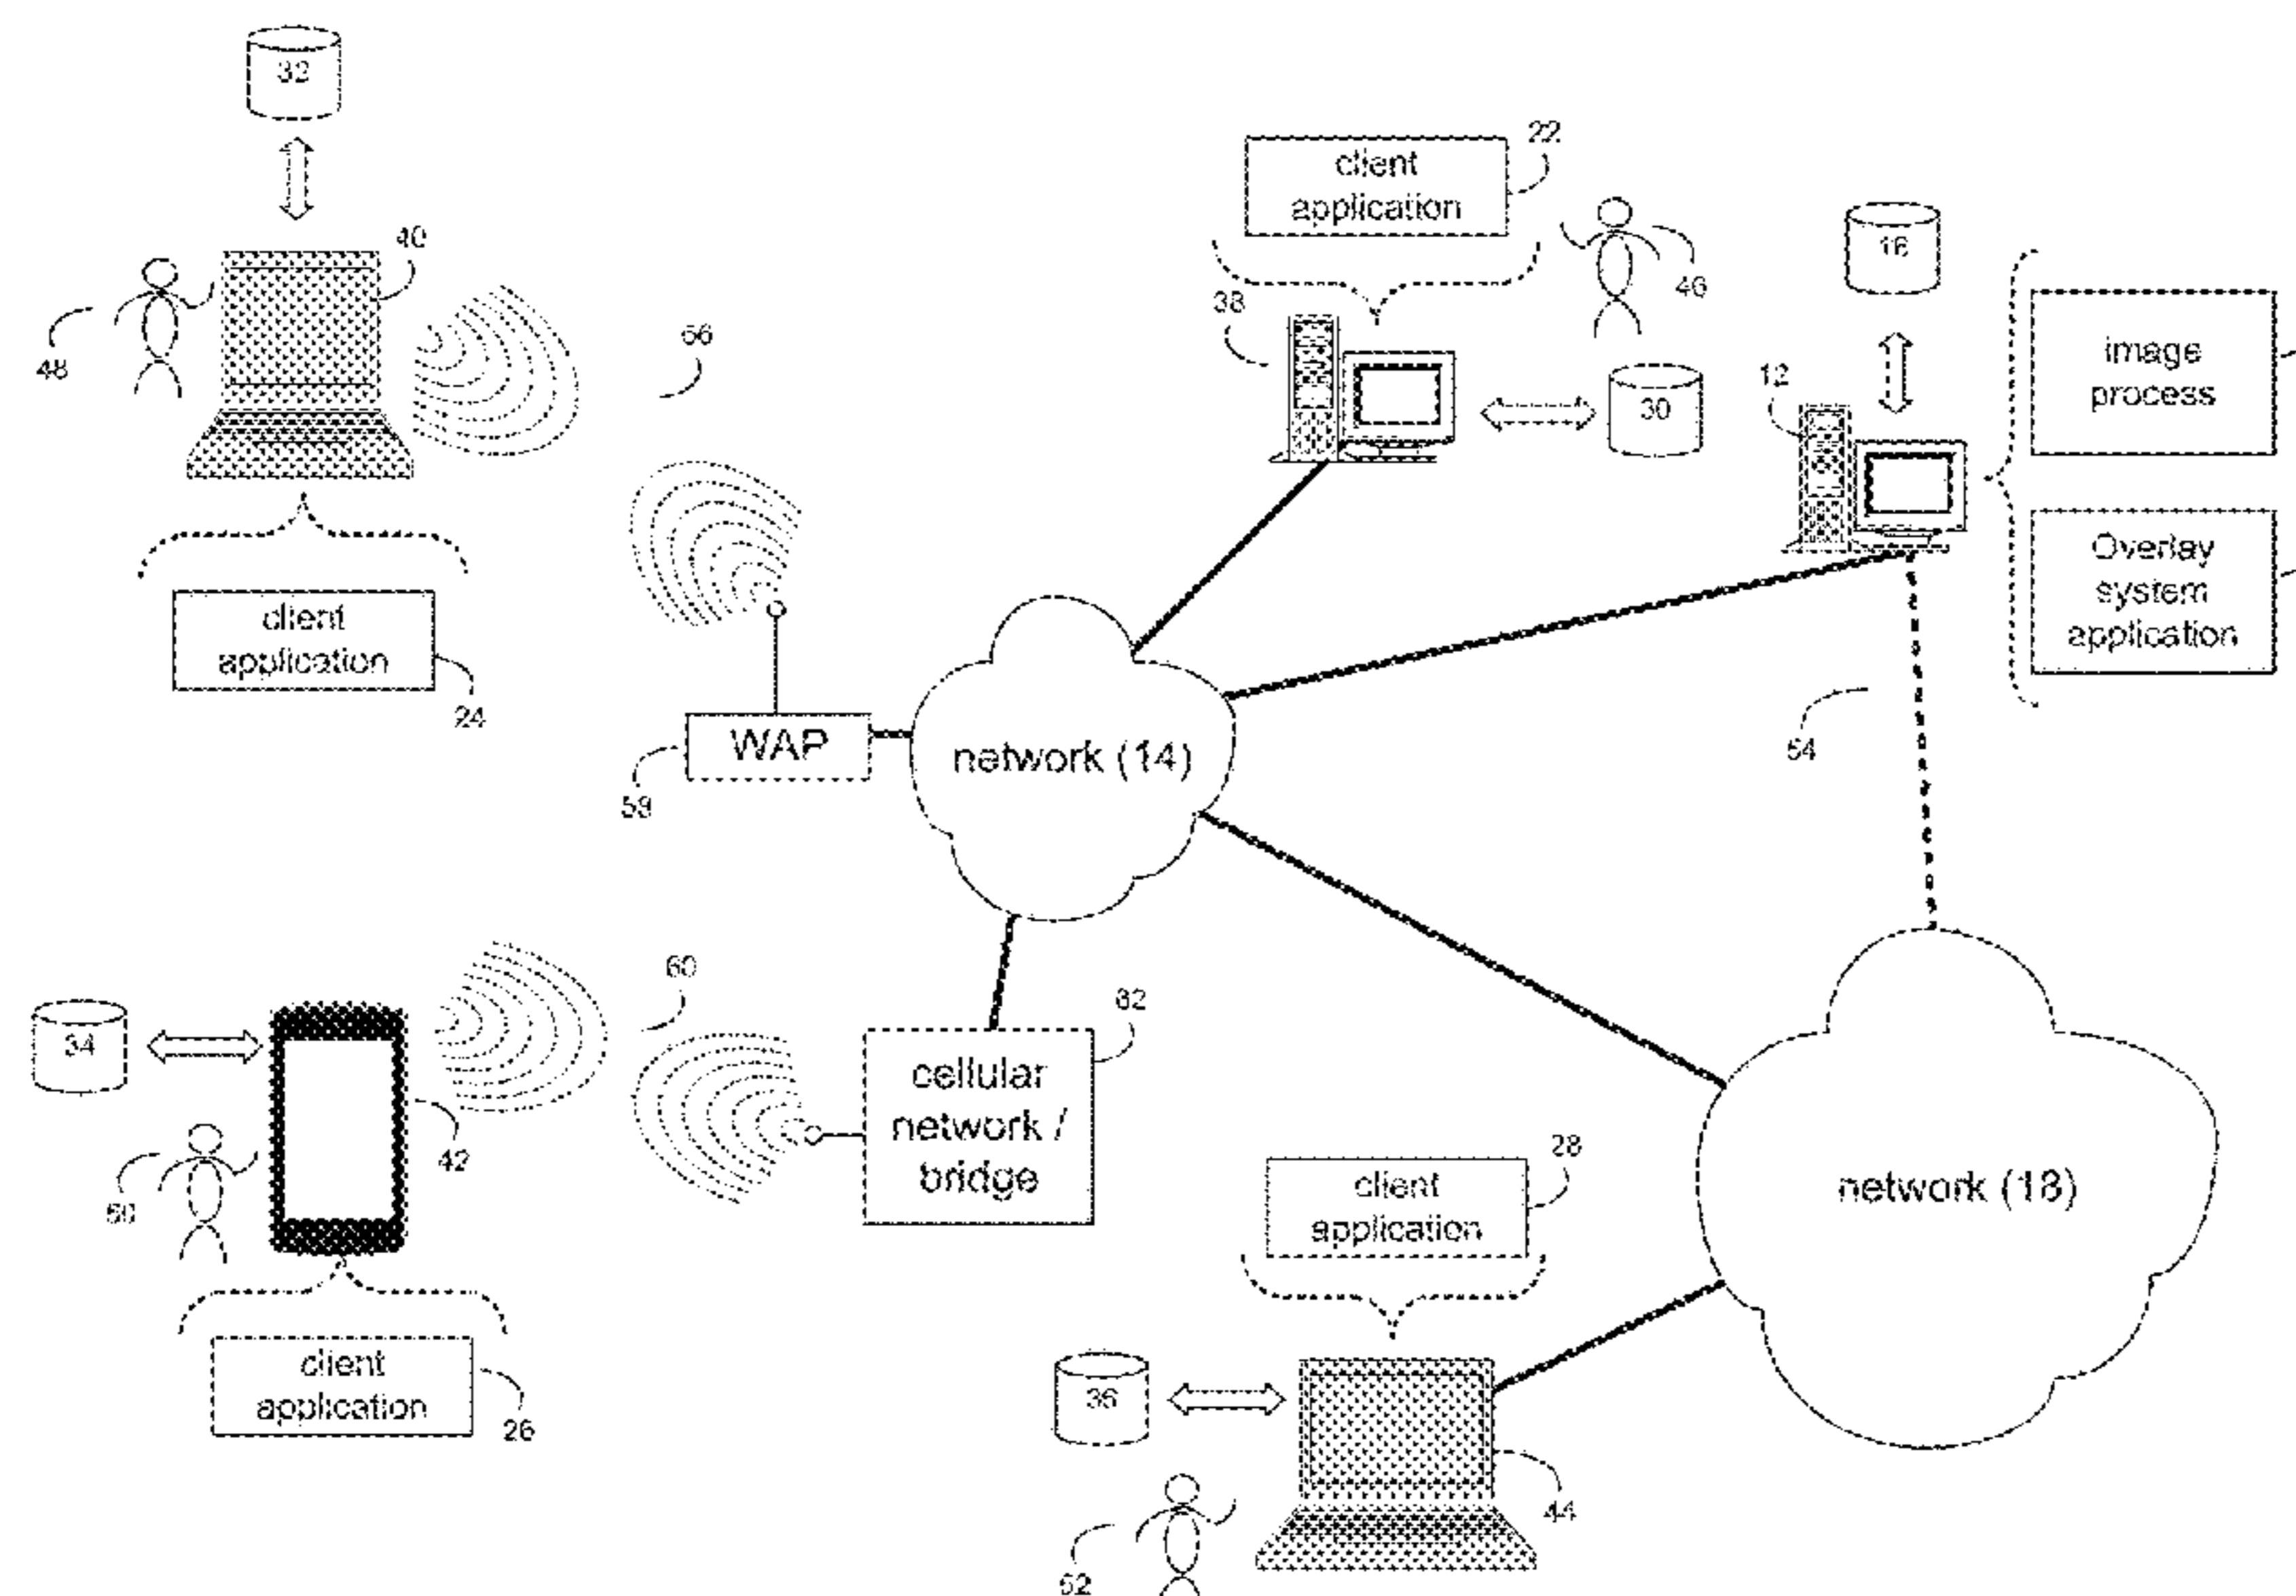 32
40
48
56
client
application
24
22
client
application
46
38
30
16
12
image
process
Overlay
system
application
54
WAP
58
network (14)
60
34
42
50
62
cellular
network /
bridge
client
application
26
28
client
application
network (18)
36
44
52